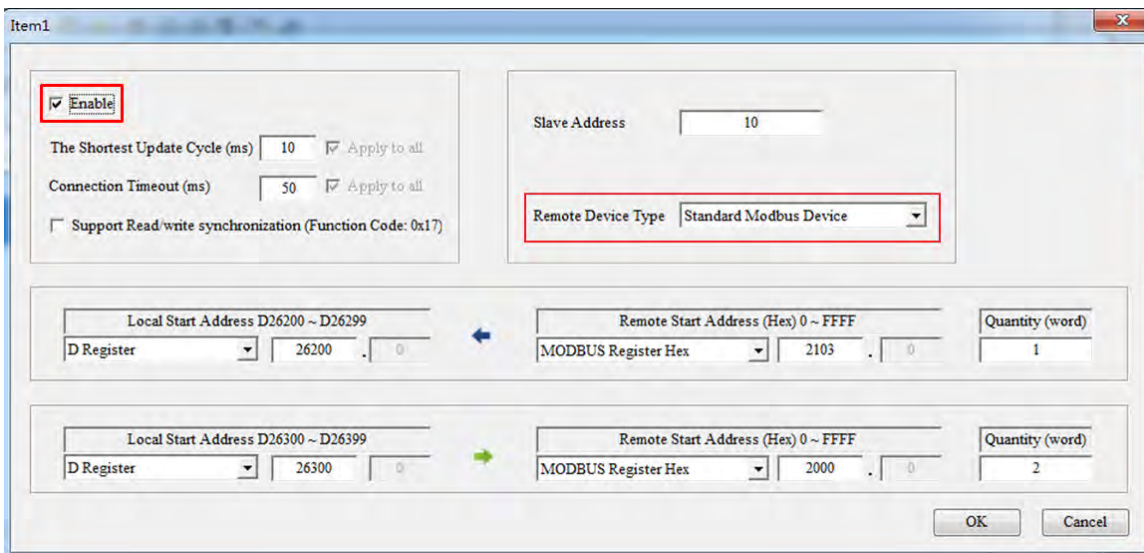 Item1
Enable
The Shortest Update Cycle (ms) 10 Apply to all
Connection Timeout (ms) 50 Apply to all
Support Read/write synchronization (Function Code: 0x17)
Slave Address 10
Remote Device Type Standard Modbus Device
Local Start Address D26200 ~ D26299 Remote Start Address (Hex) 0 ~ FFFF Quantity (word)
D Register 26200 . 0 MODBUS Register Hex 2103 . 0 1
Local Start Address D26300 ~ D26399 Remote Start Address (Hex) 0 ~ FFFF Quantity (word)
D Register 26300 0 MODBUS Register Hex 2000 . 0 2
OK Cancel